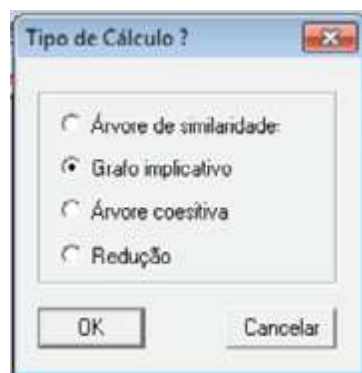 Tipo de Cálculo ?
Árvore de similaridade:
Grafo implicativo
Árvore coesitiva
Redução
OK
Cancelar